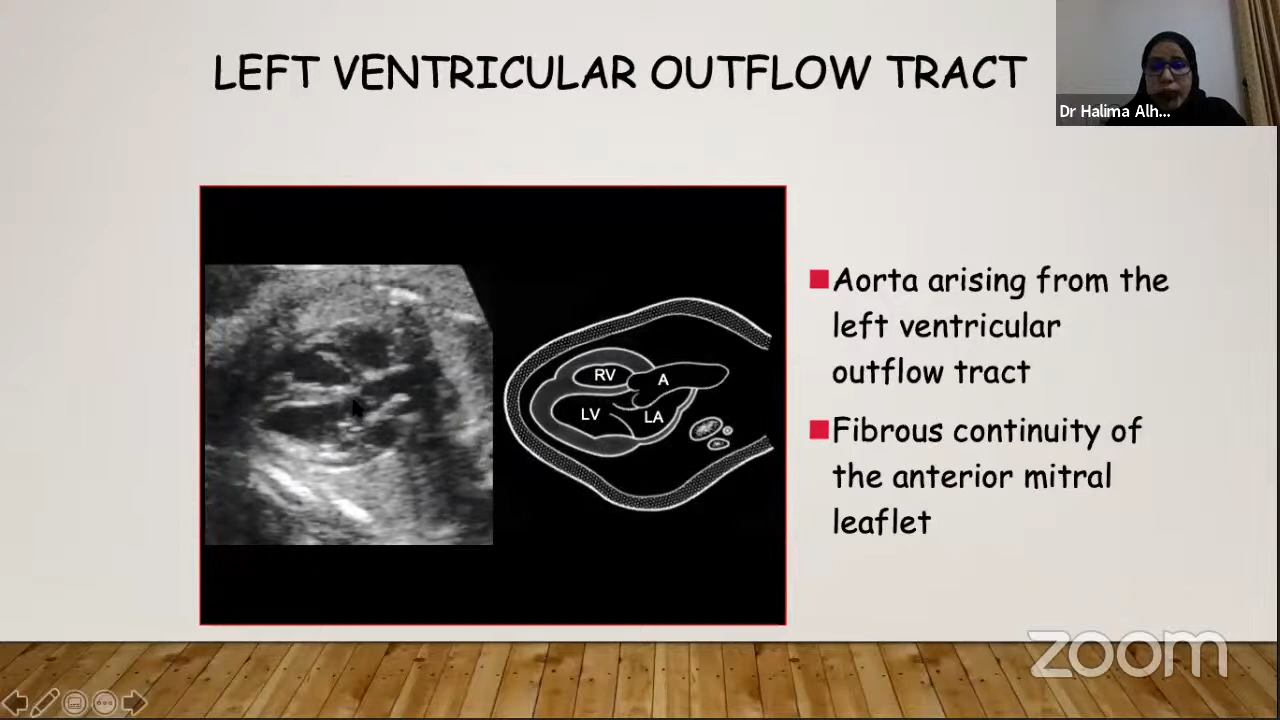 LEFT VENTRICULAR OUTFLOW TRACT
Dr Halima Alh...
RV
A
LV
LA
Aorta arising from the
left ventricular
outflow tract
Fibrous continuity of
the anterior mitral
leaflet
zoom